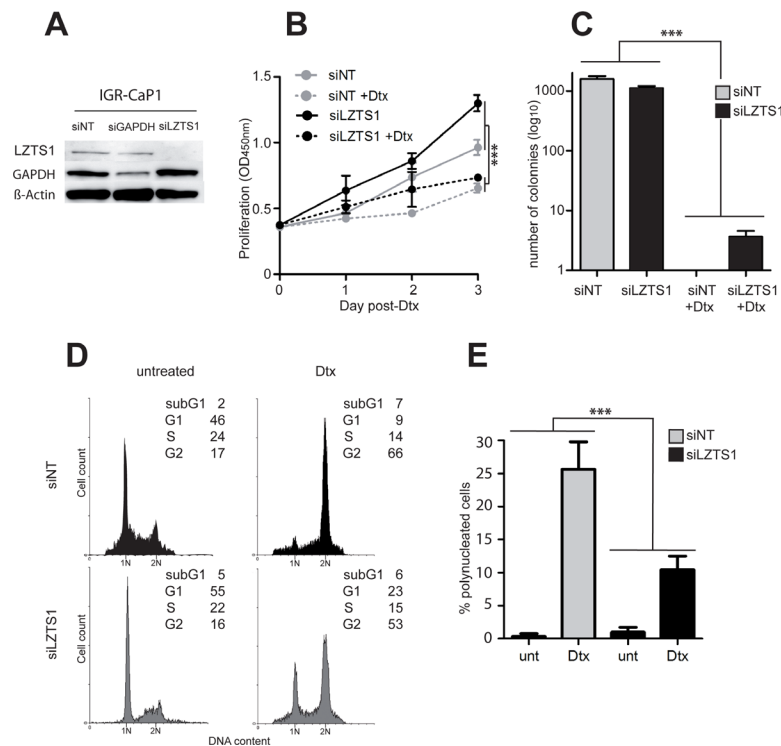 A
IGR-CaP1
siNT siGAPDH siLZTS1
LZTS1
GAPDH
ß-Actin
B
siNT
siNT +Dtx
siLZTS1
siLZTS1 +Dtx
Proliferation (OD450nm)
1.5
1.0
0.5
0
0 1 2 3
Day post-Dtx
***
C
***
siNT
siLZTS1
number of colonnies (log10)
1000
100
10
1
siNT siLZTS1 siNT +Dtx siLZTS1 +Dtx
D
untreated
Dtx
siNT
Cell count
subG1 2
G1 46
S 24
G2 17
1N 2N
subG1 7
G1 9
S 14
G2 66
1N 2N
siLZTS1
Cell count
subG1 5
G1 55
S 22
G2 16
1N 2N
subG1 6
G1 23
S 15
G2 53
1N 2N
DNA content
E
***
siNT
siLZTS1
% polynucleated cells
30
25
20
15
10
5
0
unt Dtx unt Dtx